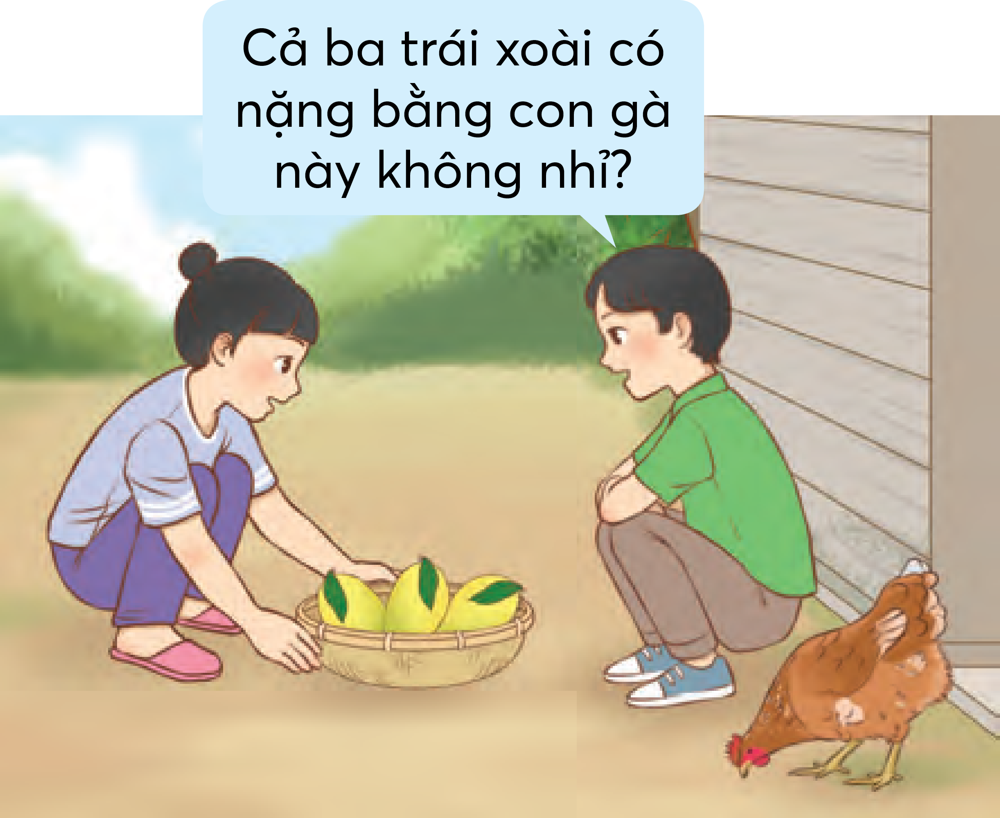 Cả ba trái xoài có
nặng bằng con gà
này không nhỉ?